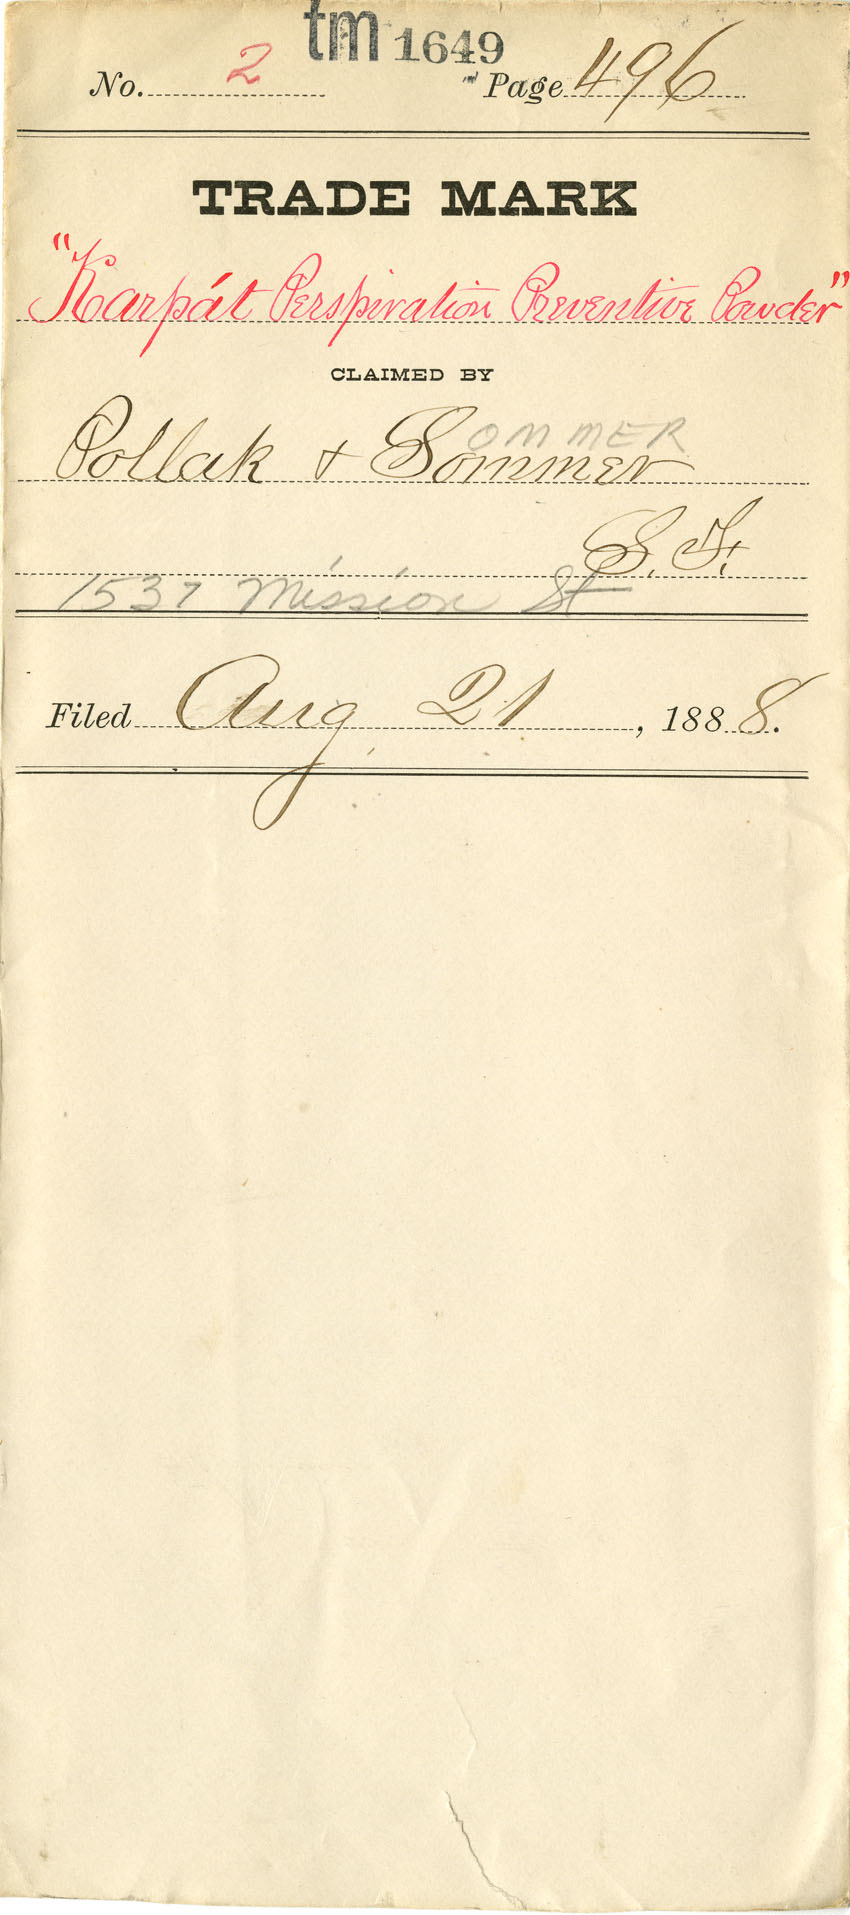 tm 1649
No. 2 Page 496
TRADE MARK
"Karpát Perspiration Preventive Powder"
CLAIMED BY
OMMER
Pollak & Sommer
S. F.
1537 Mission St
Filed Aug 21, 1888.